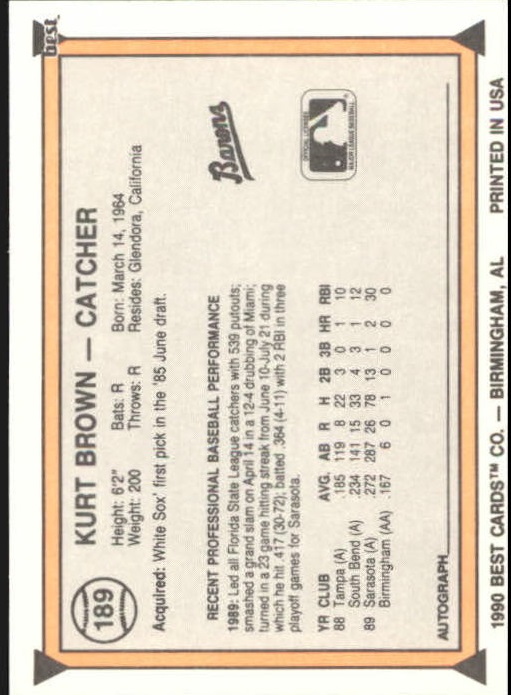 189
KURT BROWN — CATCHER
Height: 6'2" Bats: R Born: March 14, 1964
Weight: 200 Throws: R Resides: Glendora, California
Acquired: White Sox' first pick in the '85 June draft.
Barons
RECENT PROFESSIONAL BASEBALL PERFORMANCE
1989: Led all Florida State League catchers with 539 putouts;
smashed a grand slam on April 14 in a 12-4 drubbing of Miami;
turned in a 23 game hitting streak from June 10-July 21 during
which he hit .417 (30-72); batted .364 (4-11) with 2 RBI in three
playoff games for Sarasota.
OFFICIAL LICENSEE
MAJOR LEAGUE BASEBALL
YR CLUB AVG. AB R H 2B 3B HR RBI
88 Tampa (A) .185 119 8 22 3 0 1 10
South Bend (A) .234 141 15 33 4 3 1 12
89 Sarasota (A) .272 287 26 78 13 1 2 30
Birmingham (AA) .167 6 0 1 0 0 0 0
AUTOGRAPH
best
1990 BEST CARDS™ CO. — BIRMINGHAM, AL PRINTED IN USA